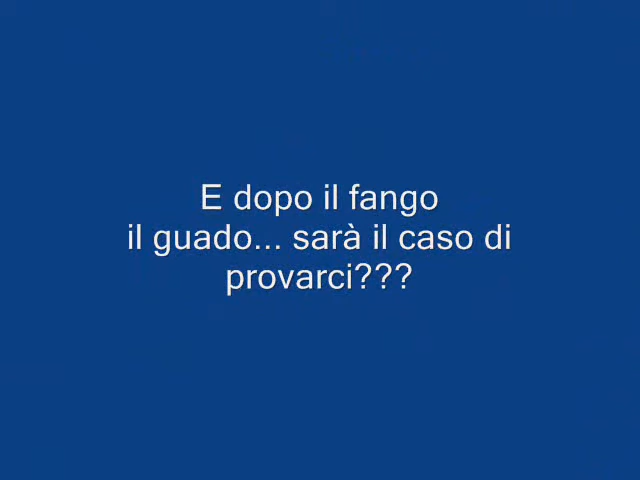 E dopo il fango
il guado... sarà il caso di
provarci???